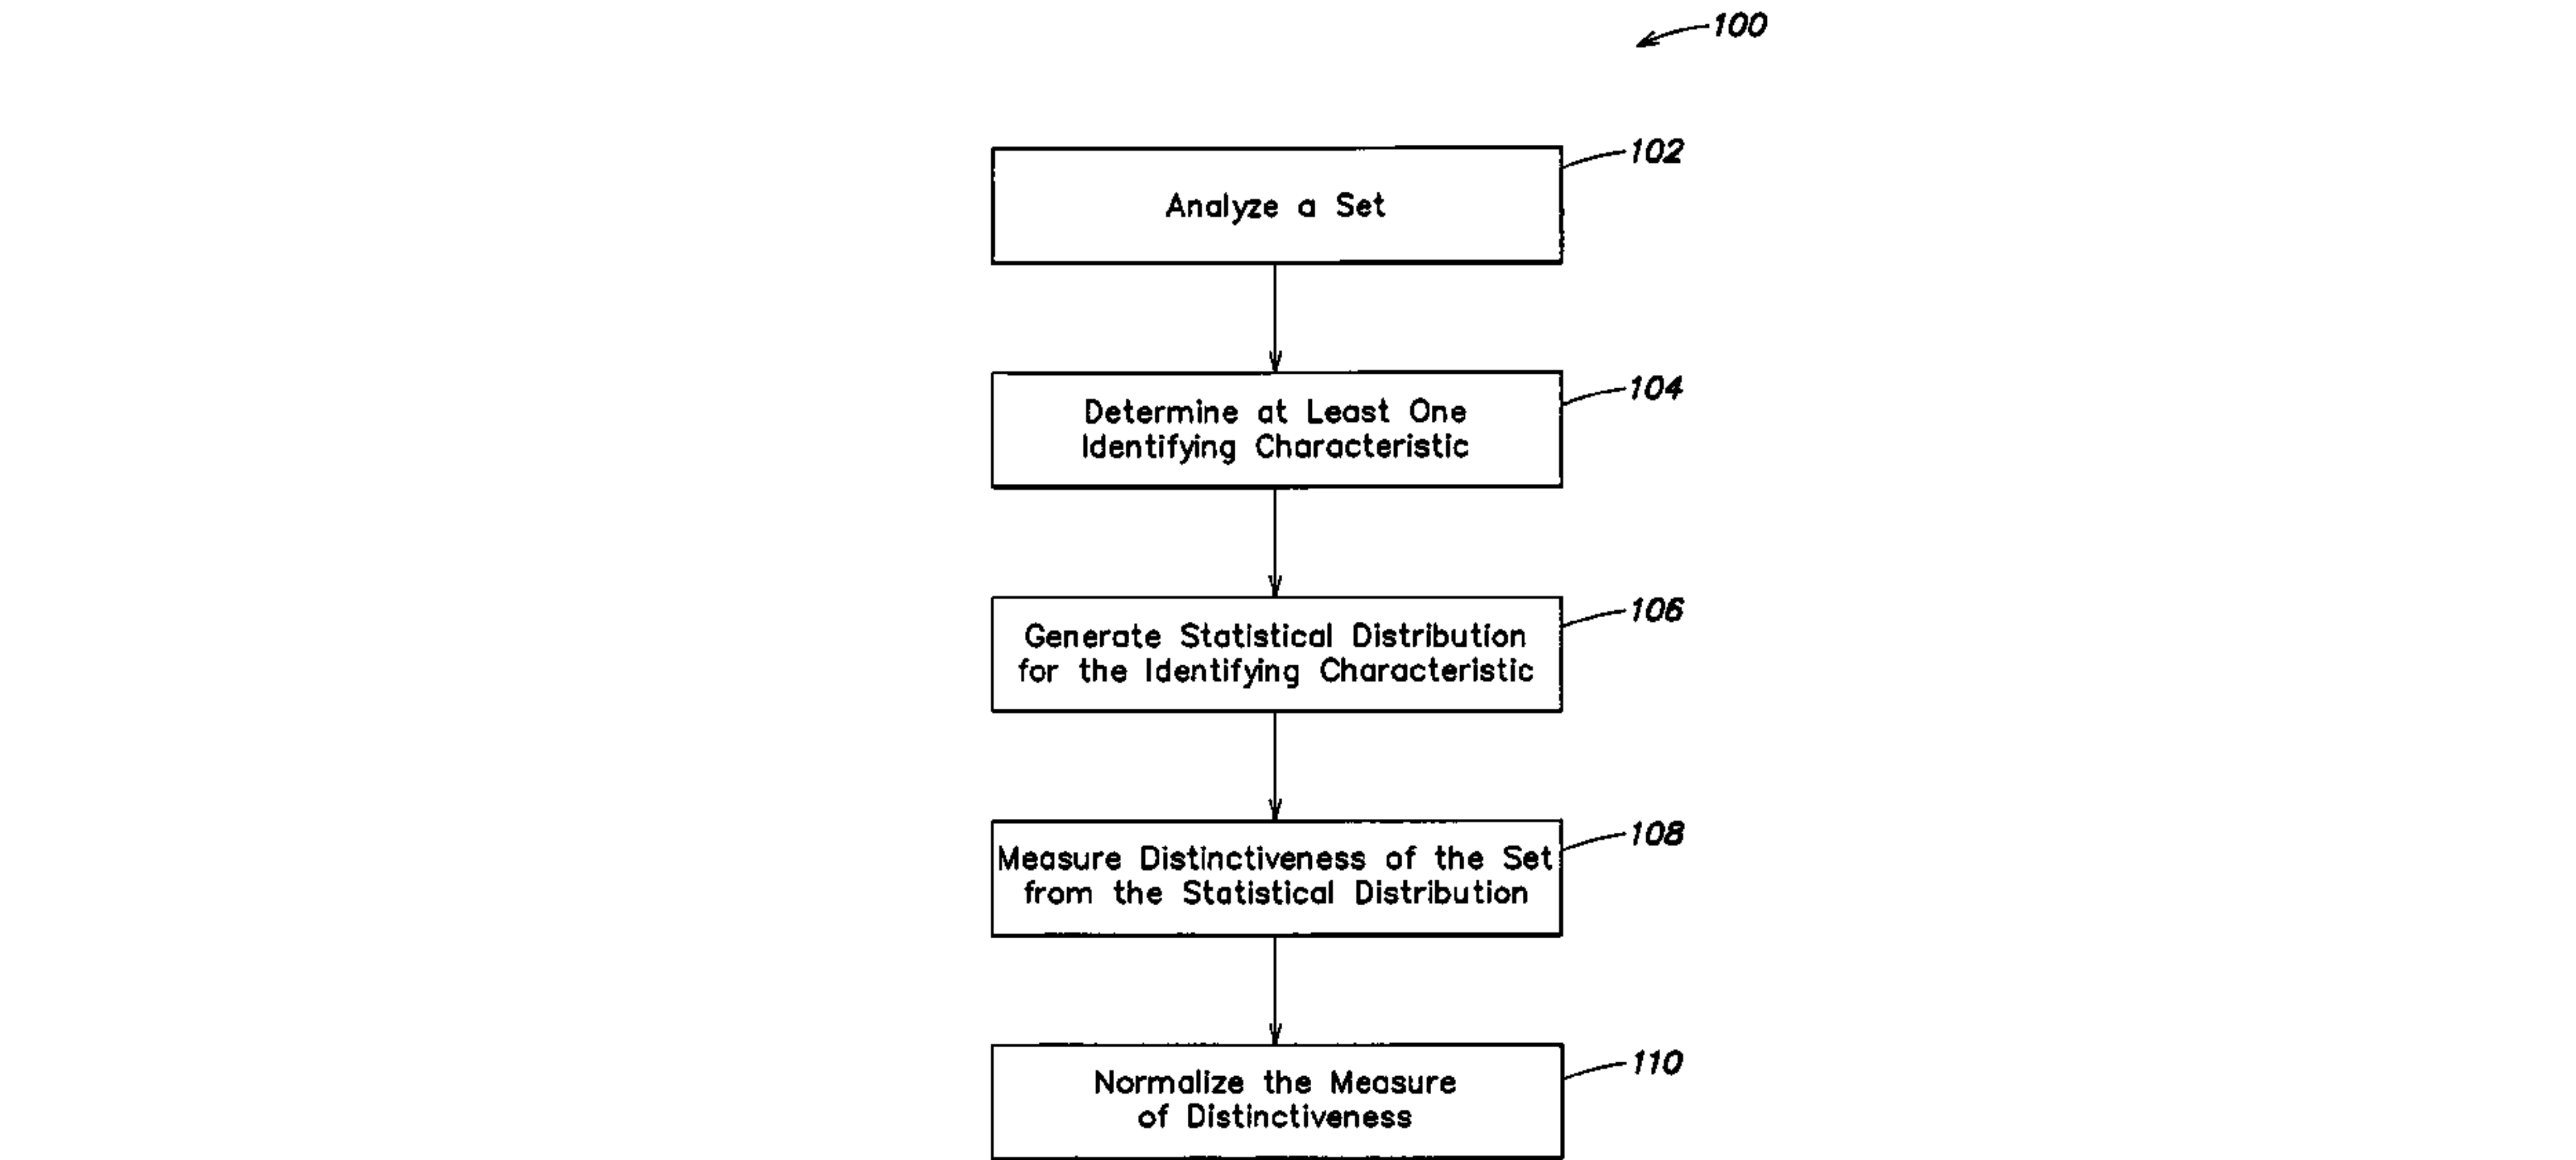 100
102
Analyze a Set
104
Determine at Least One
Identifying Characteristic
106
Generate Statistical Distribution
for the Identifying Characteristic
108
Measure Distinctiveness of the Set
from the Statistical Distribution
110
Normalize the Measure
of Distinctiveness